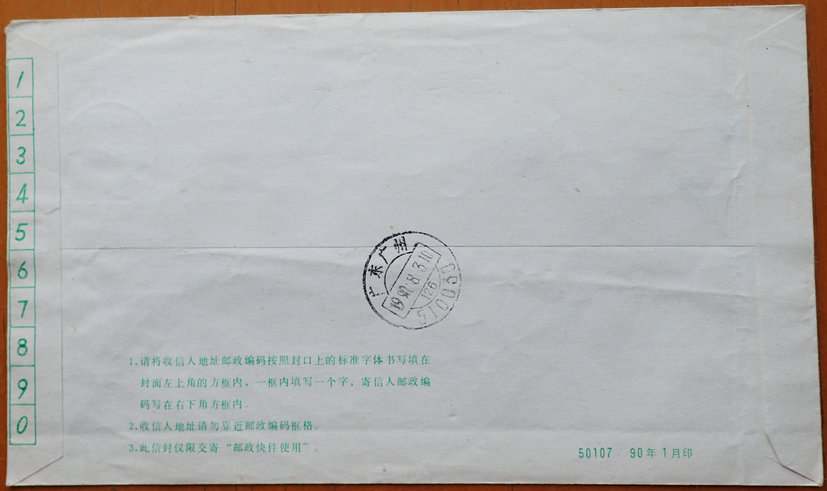 1
2
3
4
5
6
7
8
9
0
广东广州
126
1.请将收信人地址邮政编码按照封口上的标准字体书写填在
封面左上角的方框内，一框内填写一个字，寄信人邮政编
码写在右下角方框内。
2.收信人地址请勿靠近邮政编码框格。
3.此信封仅限交寄“邮政快件使用”
50107 90年1月印